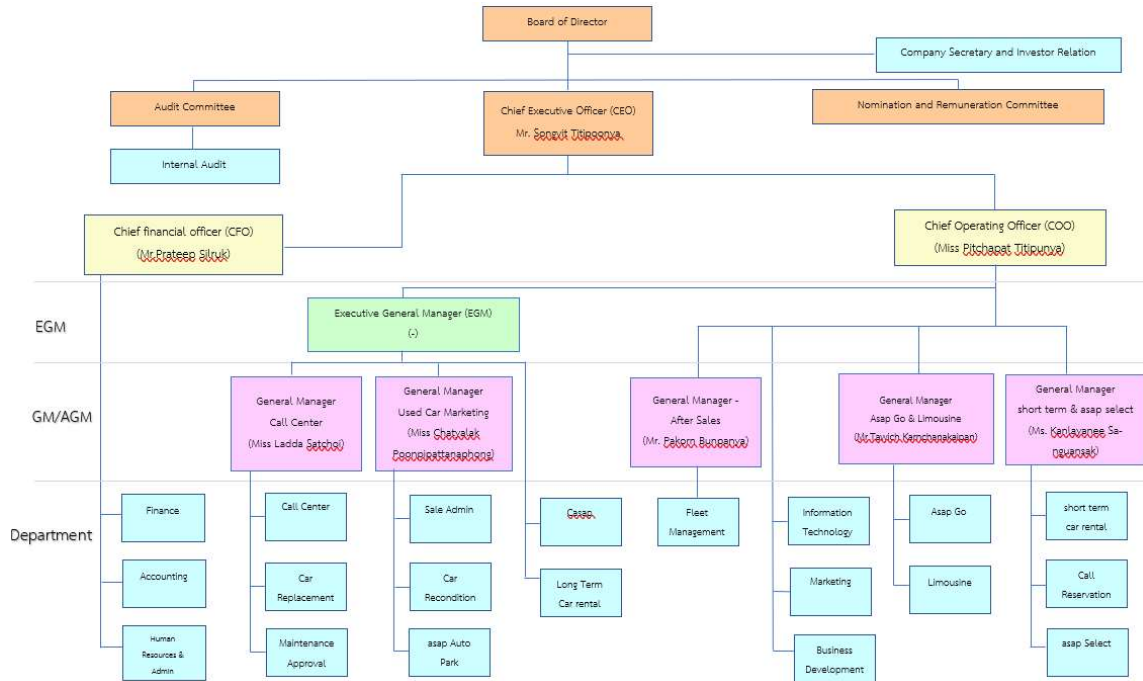 Board of Director
Company Secretary and Investor Relation
Audit Committee
Chief Executive Officer (CEO)
Mr. Songvit Titipoonya
Nomination and Remuneration Committee
Internal Audit
Chief financial officer (CFO)
(Mr.Prateep Silruk)
Chief Operating Officer (COO)
(Miss Pitchapat Titipunya)
EGM
Executive General Manager (EGM)
(-)
GM/AGM
General Manager
Call Center
(Miss Ladda Satchoi)
General Manager
Used Car Marketing
(Miss Chatyalak
Poonpipattanaphong)
General Manager -
After Sales
(Mr. Pakorn Bunpanya)
General Manager
Asap Go & Limousine
(Mr.Tawich Karnchanakaipan)
General Manager
short term & asap select
(Ms. Kanlayanee Sa-
nguansak)
Department
Finance
Call Center
Sale Admin
Casap
Fleet
Management
Information
Technology
Asap Go
short term
car rental
Accounting
Car
Replacement
Car
Recondition
Long Term
Car rental
Marketing
Limousine
Call
Reservation
Human
Resources &
Admin
Maintenance
Approval
asap Auto
Park
Business
Development
asap Select